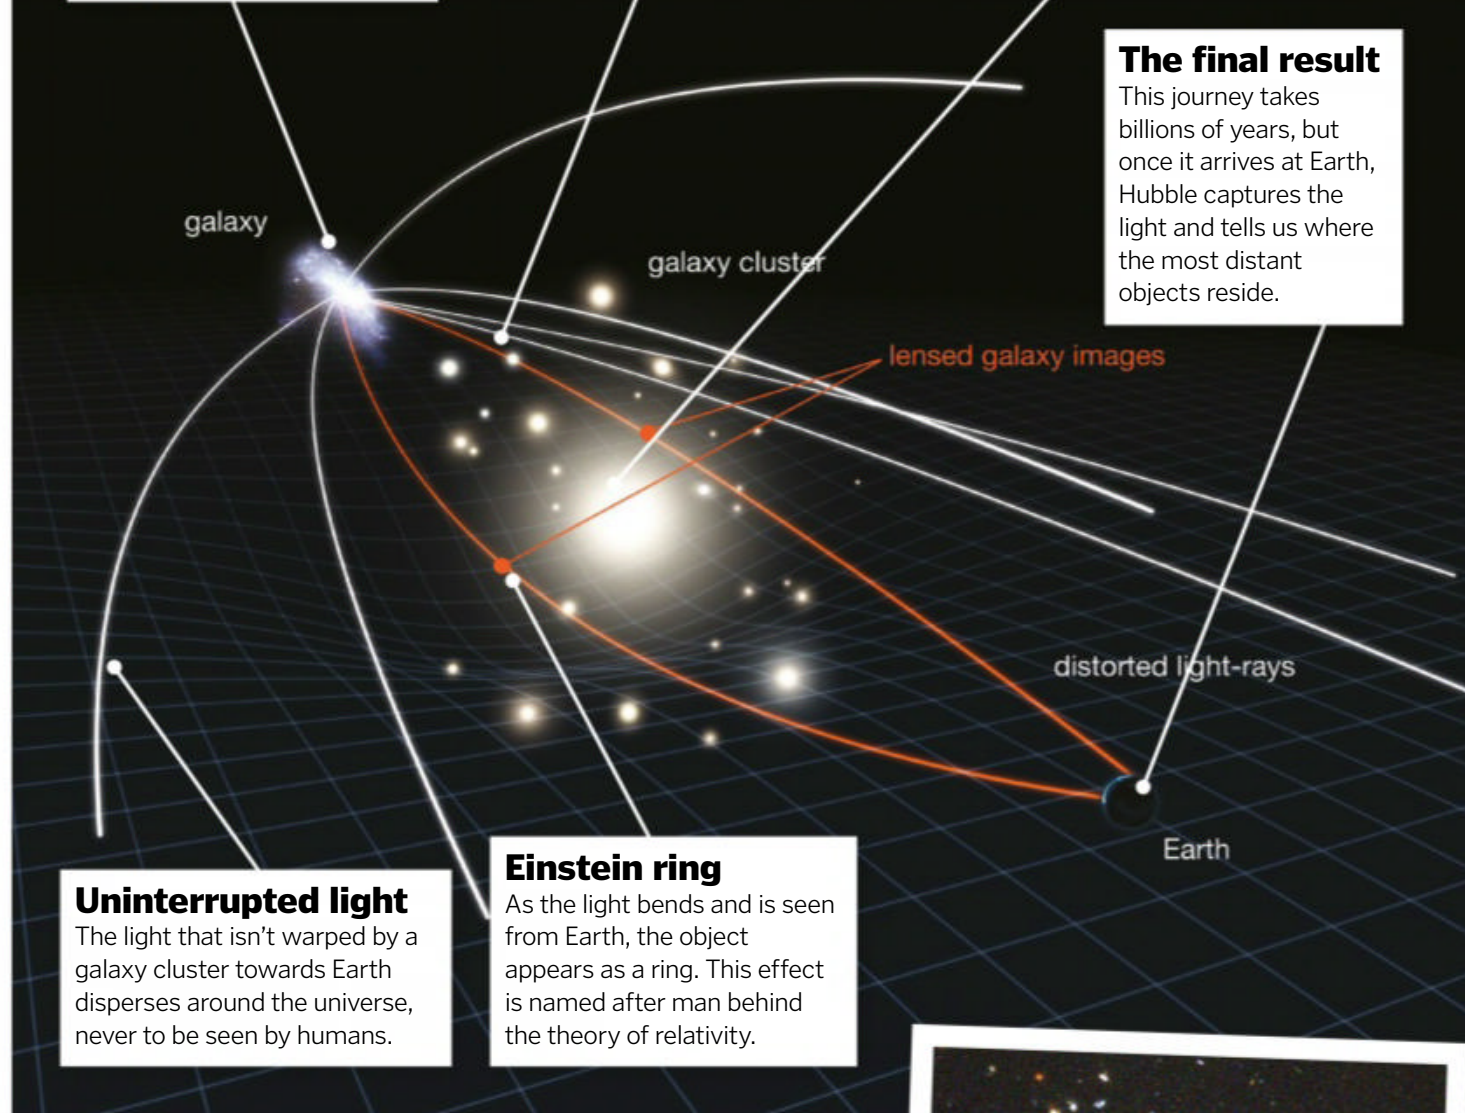 The final result
This journey takes
billions of years, but
once it arrives at Earth,
Hubble captures the
light and tells us where
the most distant
objects reside.
galaxy
galaxy cluster
lensed galaxy images
distorted light-rays
Earth
Uninterrupted light
The light that isn't warped by a
galaxy cluster towards Earth
disperses around the universe,
never to be seen by humans.
Einstein ring
As the light bends and is seen
from Earth, the object
appears as a ring. This effect
is named after man behind
the theory of relativity.